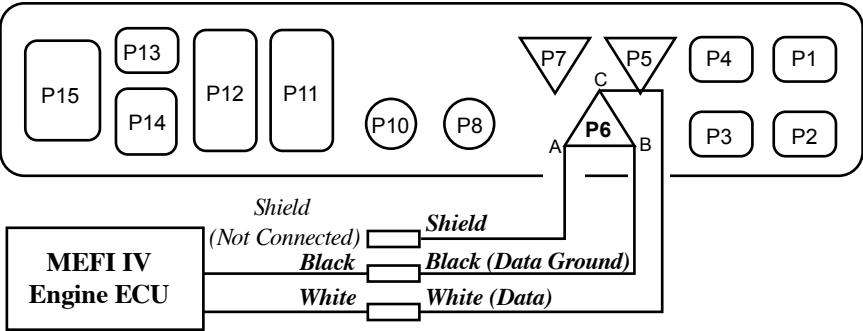 P15
P13
P14
P12
P11
P10
P8
P7
P5
P4
P1
P3
P2
C
P6
A
B
Shield
(Not Connected)
Shield
Black
Black (Data Ground)
White
White (Data)
MEFI IV
Engine ECU